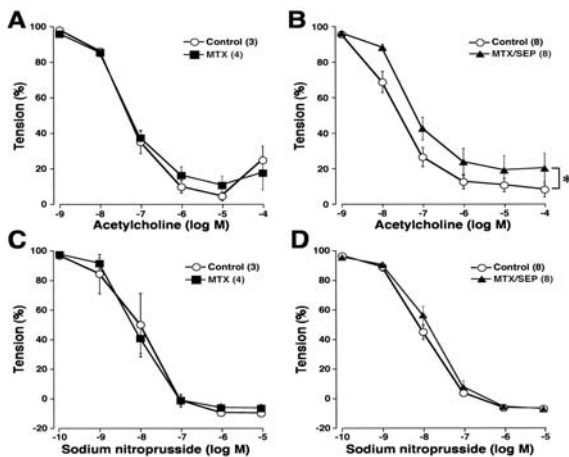 A
Control (3)
MTX (4)
Tension (%)
100
80
60
40
20
0
-9 -8 -7 -6 -5 -4
Acetylcholine (log M)
B
Control (8)
MTX/SEP (8)
Tension (%)
100
80
60
40
20
0
*
-9 -8 -7 -6 -5 -4
Acetylcholine (log M)
C
Control (3)
MTX (4)
Tension (%)
100
80
60
40
20
0
-20
-10 -9 -8 -7 -6 -5
Sodium nitroprusside (log M)
D
Control (8)
MTX/SEP (8)
Tension (%)
100
80
60
40
20
0
-20
-10 -9 -8 -7 -6 -5
Sodium nitroprusside (log M)